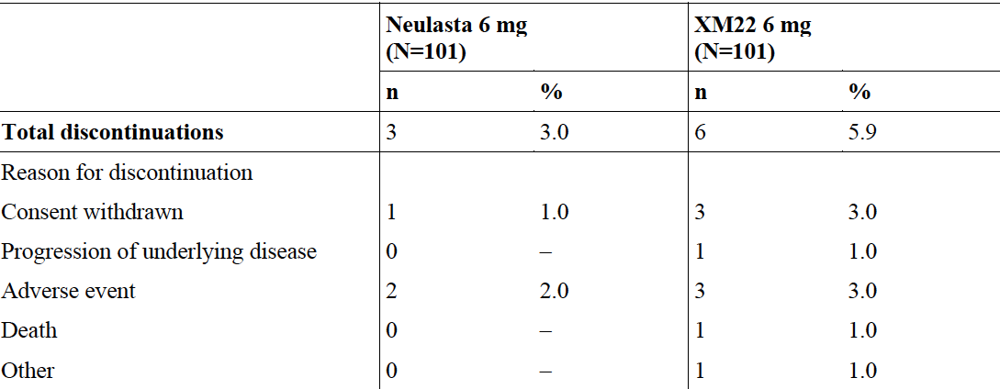 Neulasta 6 mg (N=101) XM22 6 mg (N=101)
n % n %
Total discontinuations 3 3.0 6 5.9
Reason for discontinuation
Consent withdrawn 1 1.0 3 3.0
Progression of underlying disease 0 – 1 1.0
Adverse event 2 2.0 3 3.0
Death 0 – 1 1.0
Other 0 – 1 1.0